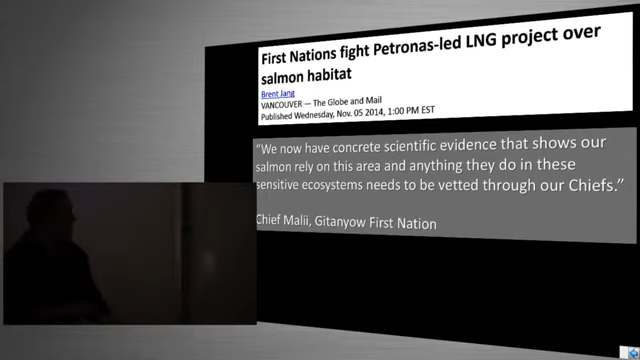 First Nations fight Petronas-led LNG project over
salmon habitat
Brent Jang
VANCOUVER — The Globe and Mail
Published Wednesday, Nov. 05 2014, 1:00 PM EST
“We now have concrete scientific evidence that shows our
salmon rely on this area and anything they do in these
sensitive ecosystems needs to be vetted through our Chiefs.”
Chief Malii, Gitanyow First Nation